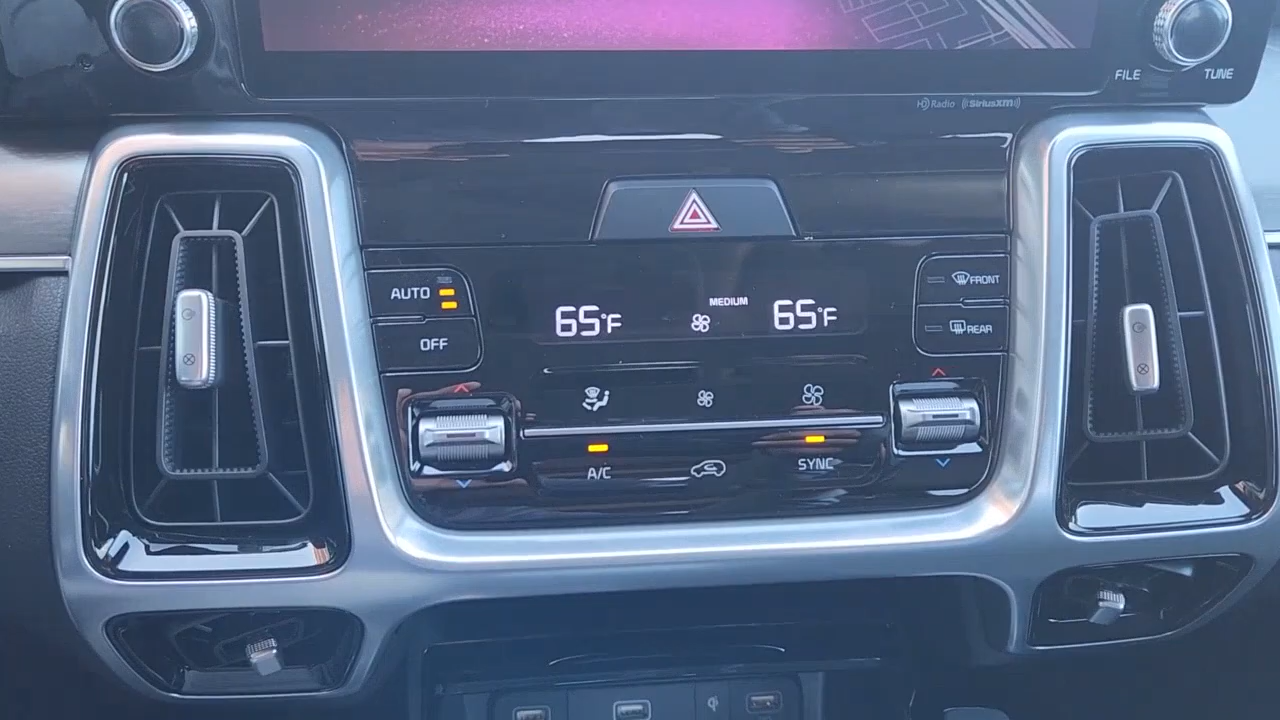 FILE TUNE
HD Radio ((SiriusXM))
AUTO
OFF
65°F
MEDIUM
65°F
FRONT
REAR
A/C
SYNC